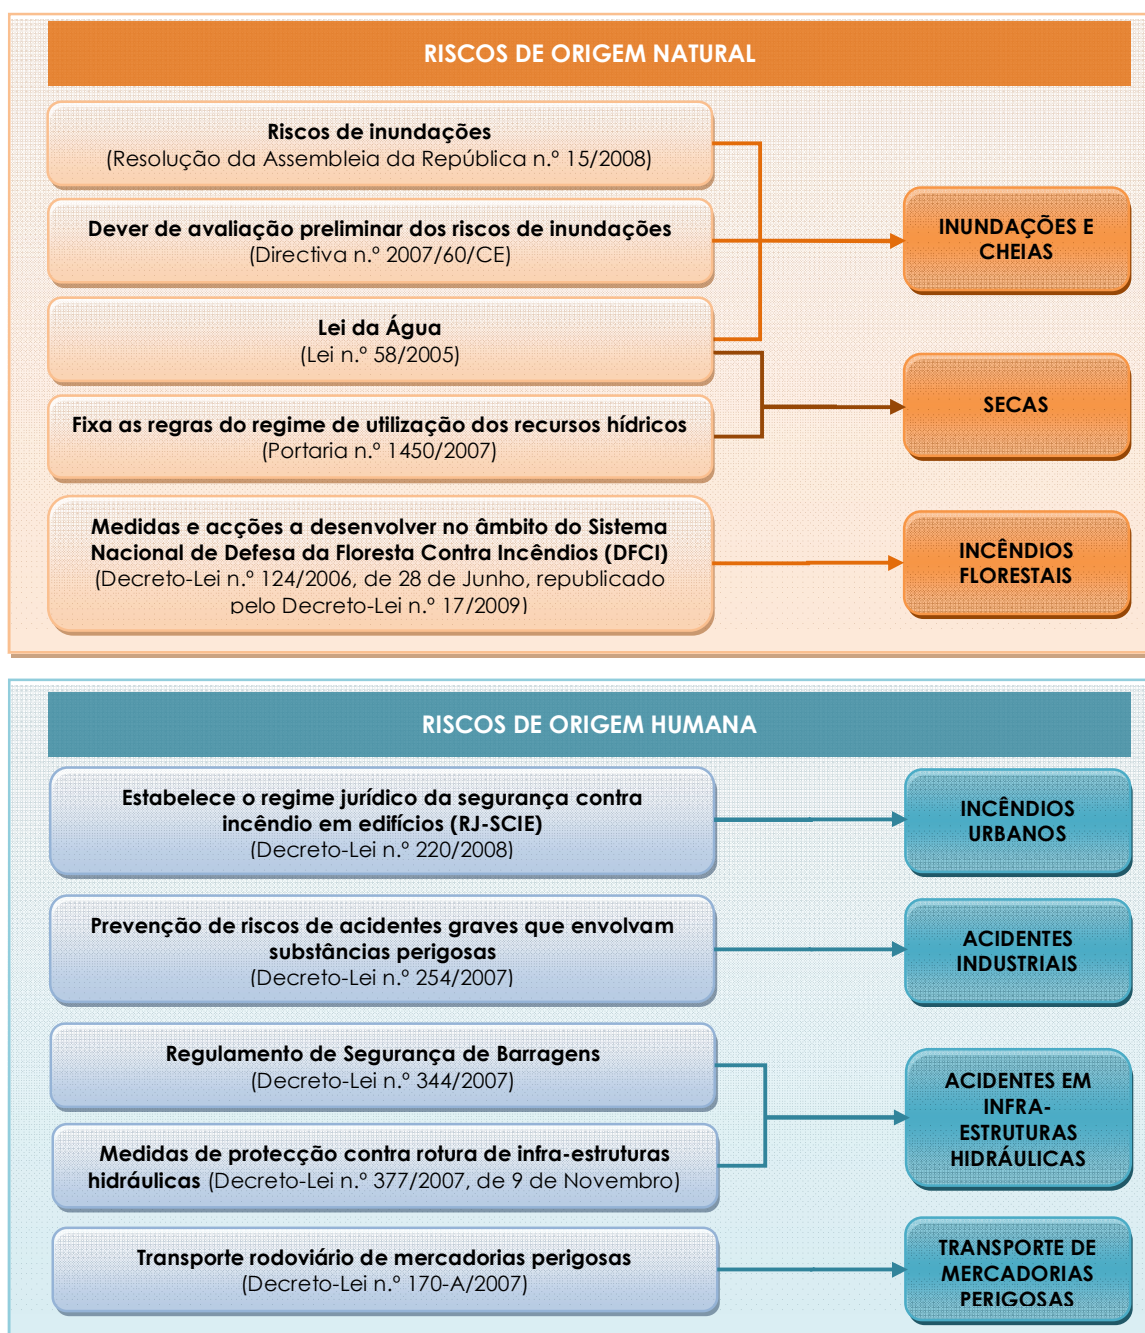 RISCOS DE ORIGEM NATURAL
Riscos de inundações
(Resolução da Assembleia da República n.º 15/2008)
Dever de avaliação preliminar dos riscos de inundações
(Directiva n.º 2007/60/CE)
INUNDAÇÕES E
CHEIAS
Lei da Água
(Lei n.º 58/2005)
Fixa as regras do regime de utilização dos recursos hídricos
(Portaria n.º 1450/2007)
SECAS
Medidas e acções a desenvolver no âmbito do Sistema
Nacional de Defesa da Floresta Contra Incêndios (DFCI)
(Decreto-Lei n.º 124/2006, de 28 de Junho, republicado
pelo Decreto-Lei n.º 17/2009)
INCÊNDIOS
FLORESTAIS
RISCOS DE ORIGEM HUMANA
Estabelece o regime jurídico da segurança contra
incêndio em edifícios (RJ-SCIE)
(Decreto-Lei n.º 220/2008)
INCÊNDIOS
URBANOS
Prevenção de riscos de acidentes graves que envolvam
substâncias perigosas
(Decreto-Lei n.º 254/2007)
ACIDENTES
INDUSTRIAIS
Regulamento de Segurança de Barragens
(Decreto-Lei n.º 344/2007)
Medidas de protecção contra rotura de infra-estruturas
hidráulicas (Decreto-Lei n.º 377/2007, de 9 de Novembro)
ACIDENTES EM
INFRA-
ESTRUTURAS
HIDRÁULICAS
Transporte rodoviário de mercadorias perigosas
(Decreto-Lei n.º 170-A/2007)
TRANSPORTE DE
MERCADORIAS
PERIGOSAS